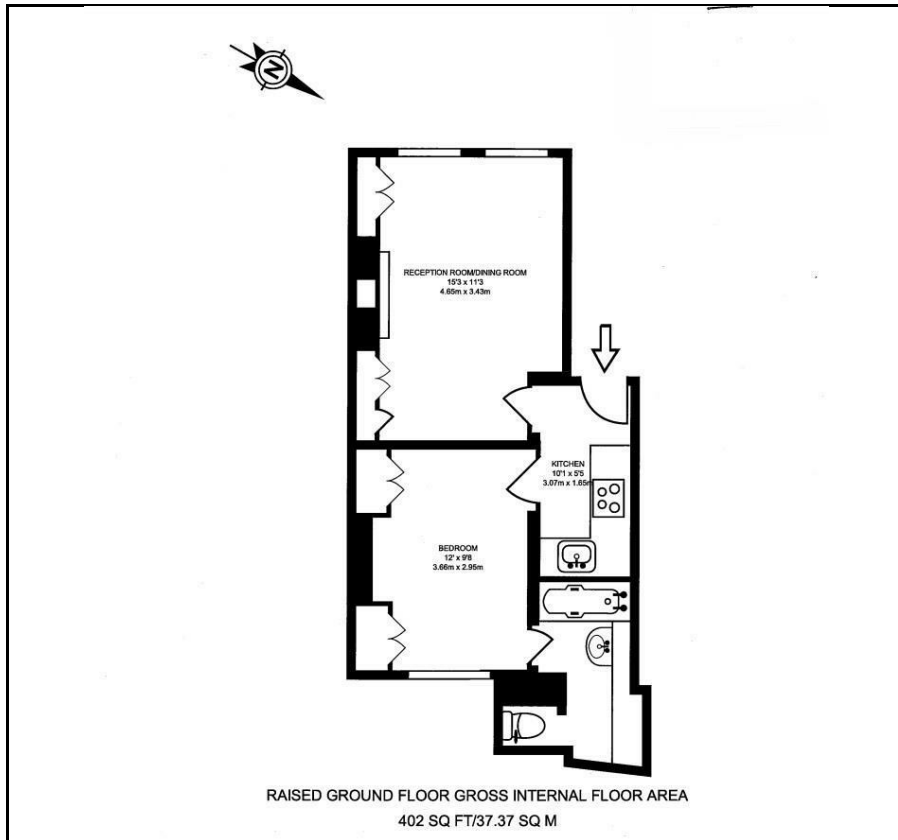 N
RECEPTION ROOM/DINING ROOM
15'3 x 11'3
4.65m x 3.43m
KITCHEN
10'1 x 5'5
3.07m x 1.65m
BEDROOM
12' x 9'8
3.66m x 2.95m
RAISED GROUND FLOOR GROSS INTERNAL FLOOR AREA
402 SQ FT/37.37 SQ M